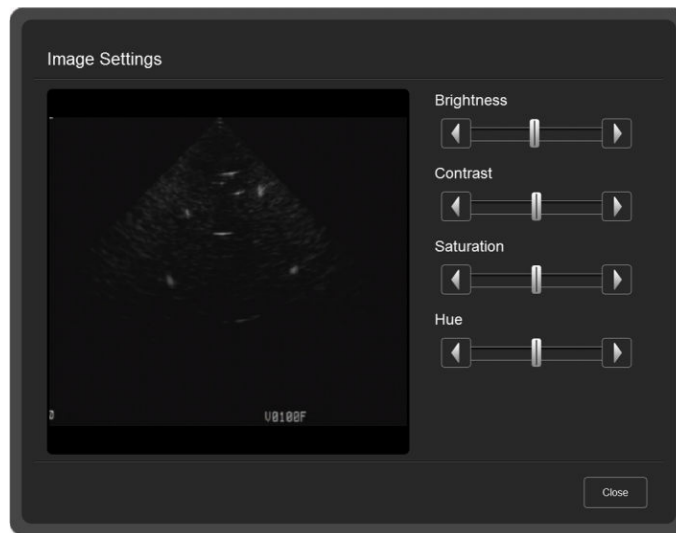 Image Settings
Brightness
Contrast
Saturation
Hue
V0100F
Close